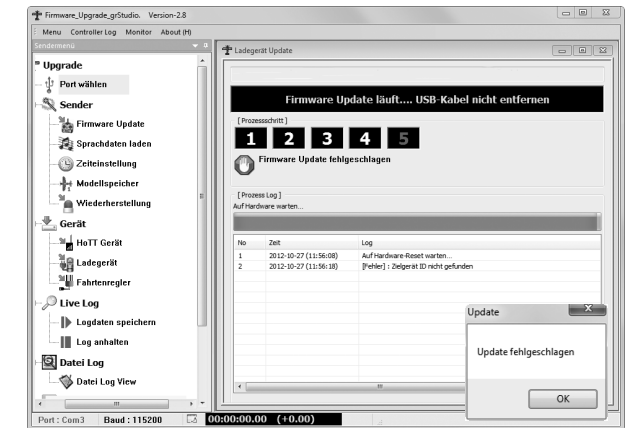 Firmware_Upgrade_grStudio. Version-2.8
Menu Controller Log Monitor About (H)
Sendermenü
Upgrade
Port wählen
Sender
Firmware Update
Sprachdaten laden
Zeiteinstellung
Modellspeicher
Wiederherstellung
Gerät
HoTT Gerät
Ladegerät
Fahrtenregler
Live Log
Logdaten speichern
Log anhalten
Datei Log
Datei Log View
Ladegerät Update
Firmware Update läuft.... USB-Kabel nicht entfernen
[ Prozessschritt ]
1 2 3 4 5
Firmware Update fehlgeschlagen
[ Prozess Log ]
Auf Hardware warten...
No Zeit Log
1 2012-10-27 (11:56:08) Auf Hardware-Reset warten...
2 2012-10-27 (11:56:18) [Fehler] : Zielgerät ID nicht gefunden
Update
Update fehlgeschlagen
OK
Port : Com3 Baud : 115200 00:00:00.00 (+0.00)